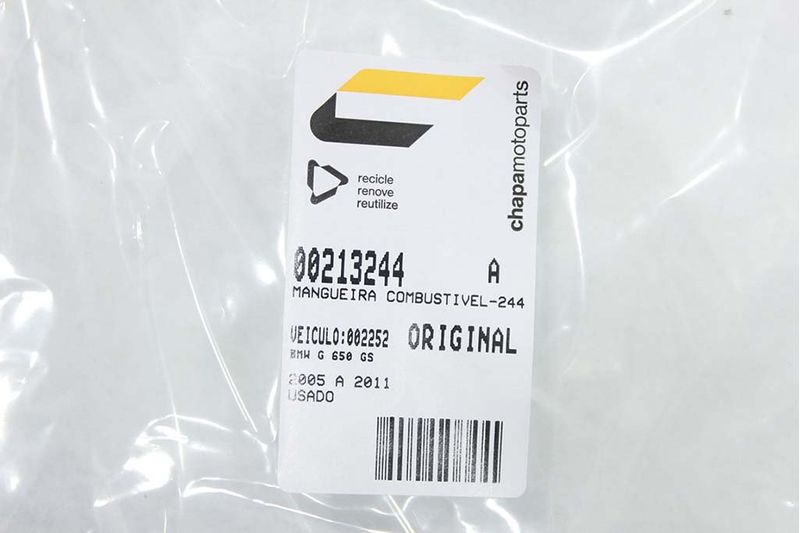 chapamotoparts
recicle
renove
reutilize
00213244 A
MANGUEIRA COMBUSTIVEL-244
VEICULO:002252 ORIGINAL
BMW G 650 GS
2005 A 2011
USADO